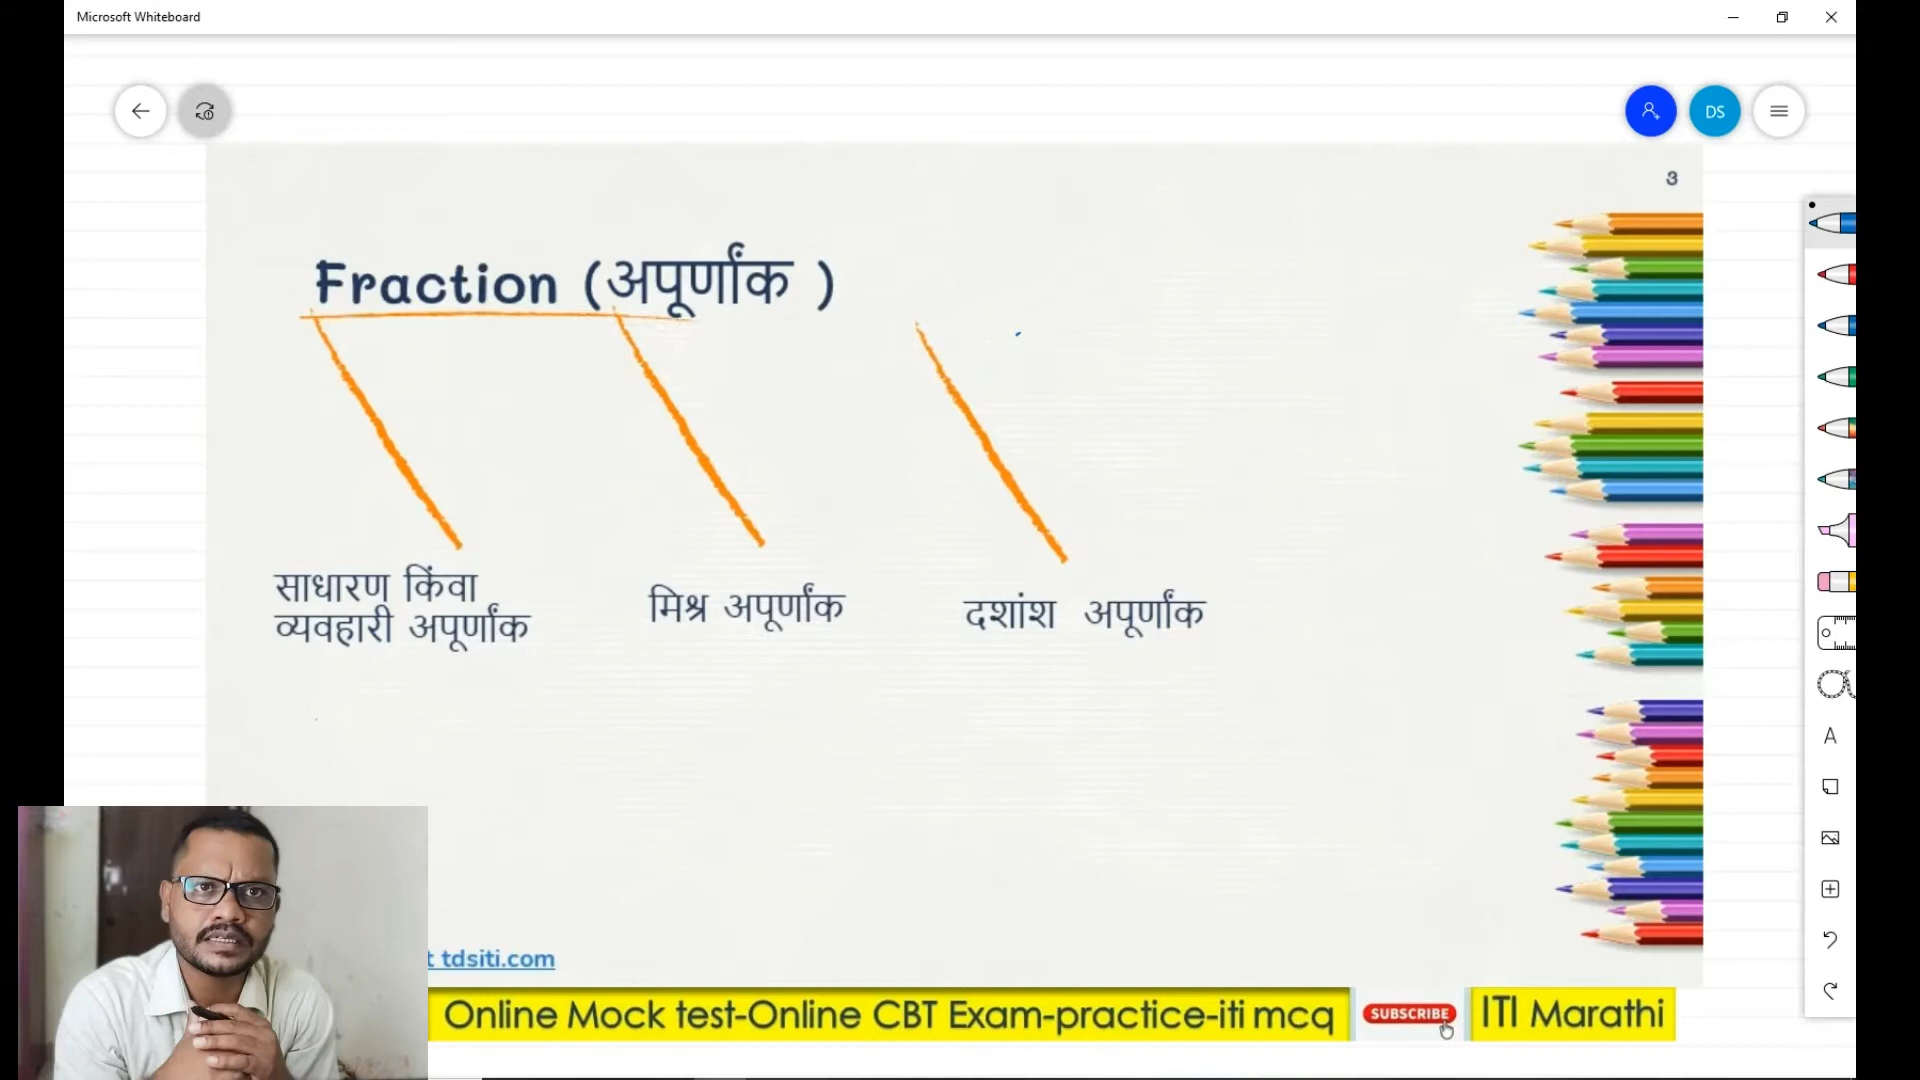 Microsoft Whiteboard
DS
3
Fraction (अपूर्णांक )
साधारण किंवा
व्यवहारी अपूर्णांक
मिश्र अपूर्णांक
दशांश अपूर्णांक
A
t tdsiti.com
Online Mock test-Online CBT Exam-practice-iti mcq
SUBSCRIBE
ITI Marathi